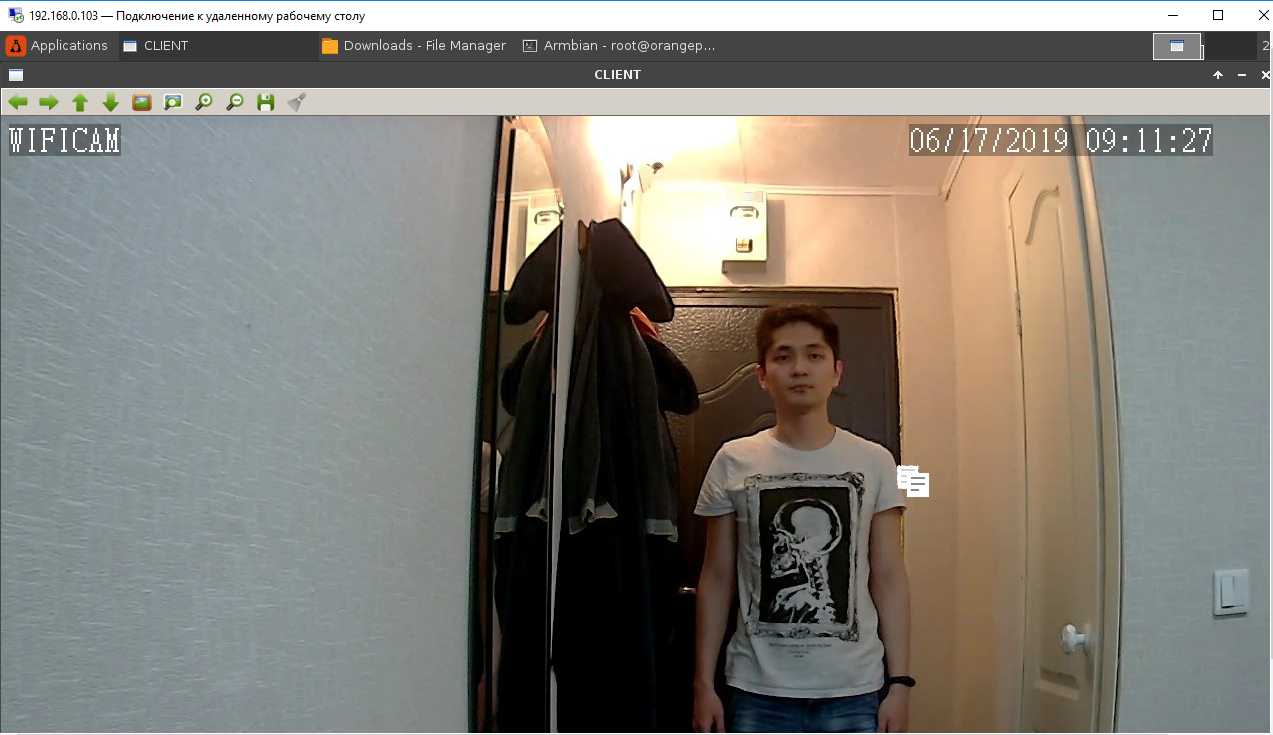 192.168.0.103 — Подключение к удаленному рабочему столу
Applications CLIENT Downloads - File Manager Armbian - root@orangep... 2
CLIENT
WIFICAM 06/17/2019 09:11:27